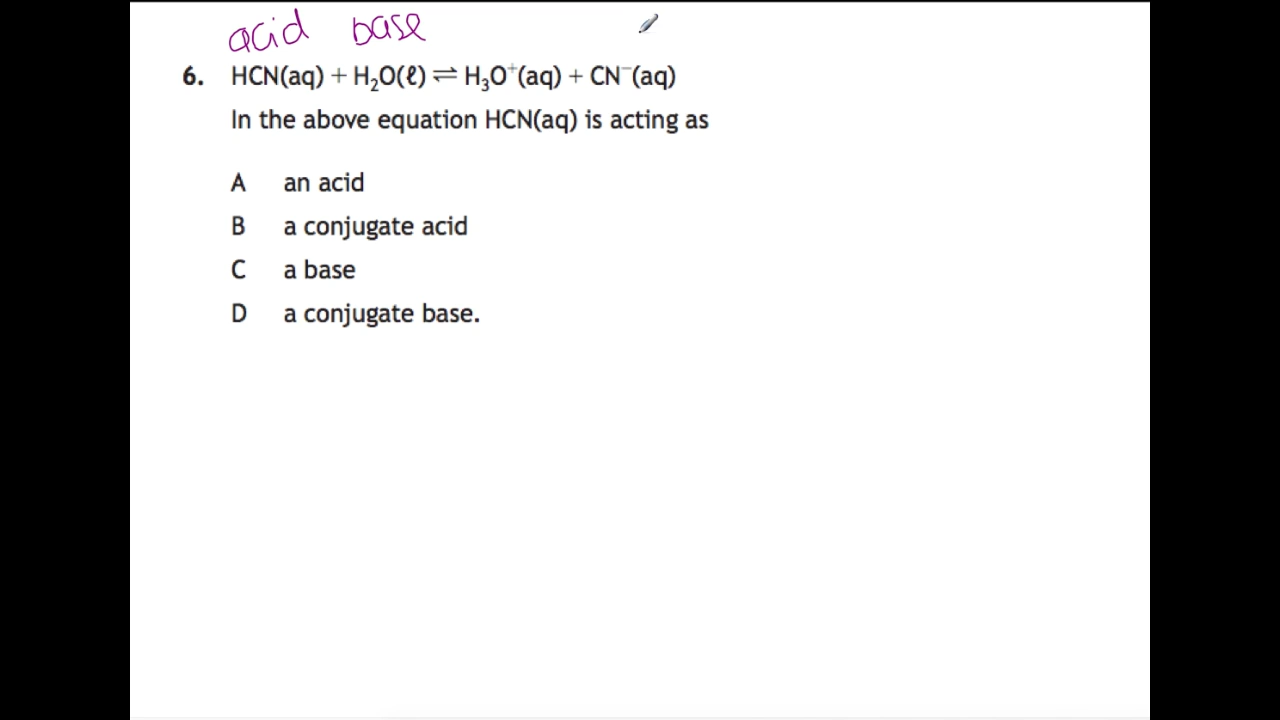 acid base
6. HCN(aq) + H₂O(ℓ) ⇌ H₃O⁺(aq) + CN⁻(aq)
In the above equation HCN(aq) is acting as
A an acid
B a conjugate acid
C a base
D a conjugate base.